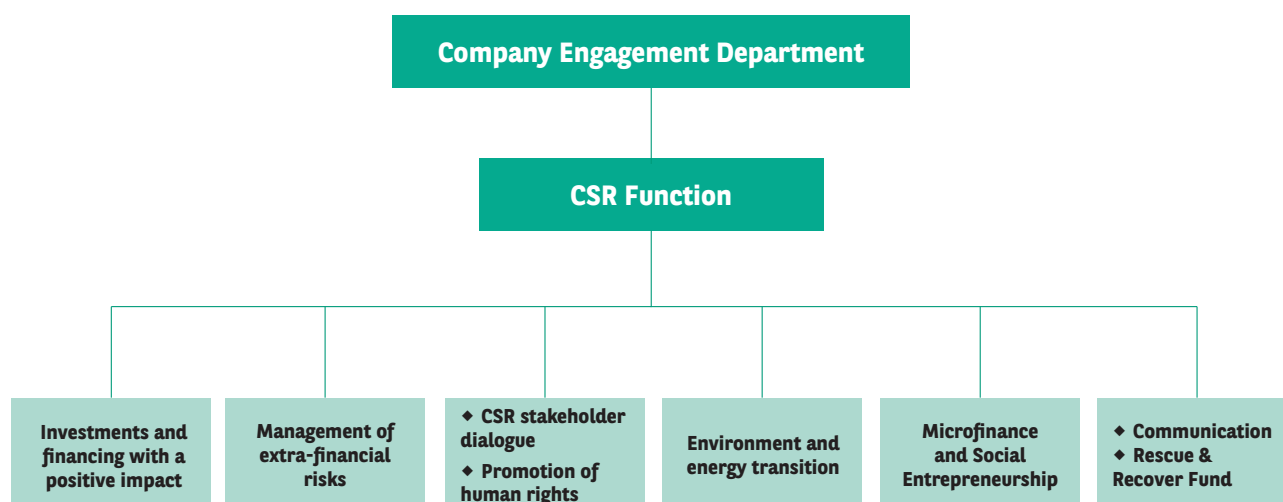 Company Engagement Department
CSR Function
Investments and
financing with a
positive impact
Management of
extra-financial
risks
◆ CSR stakeholder
dialogue
◆ Promotion of
human rights
Environment and
energy transition
Microfinance
and Social
Entrepreneurship
◆ Communication
◆ Rescue &
Recover Fund